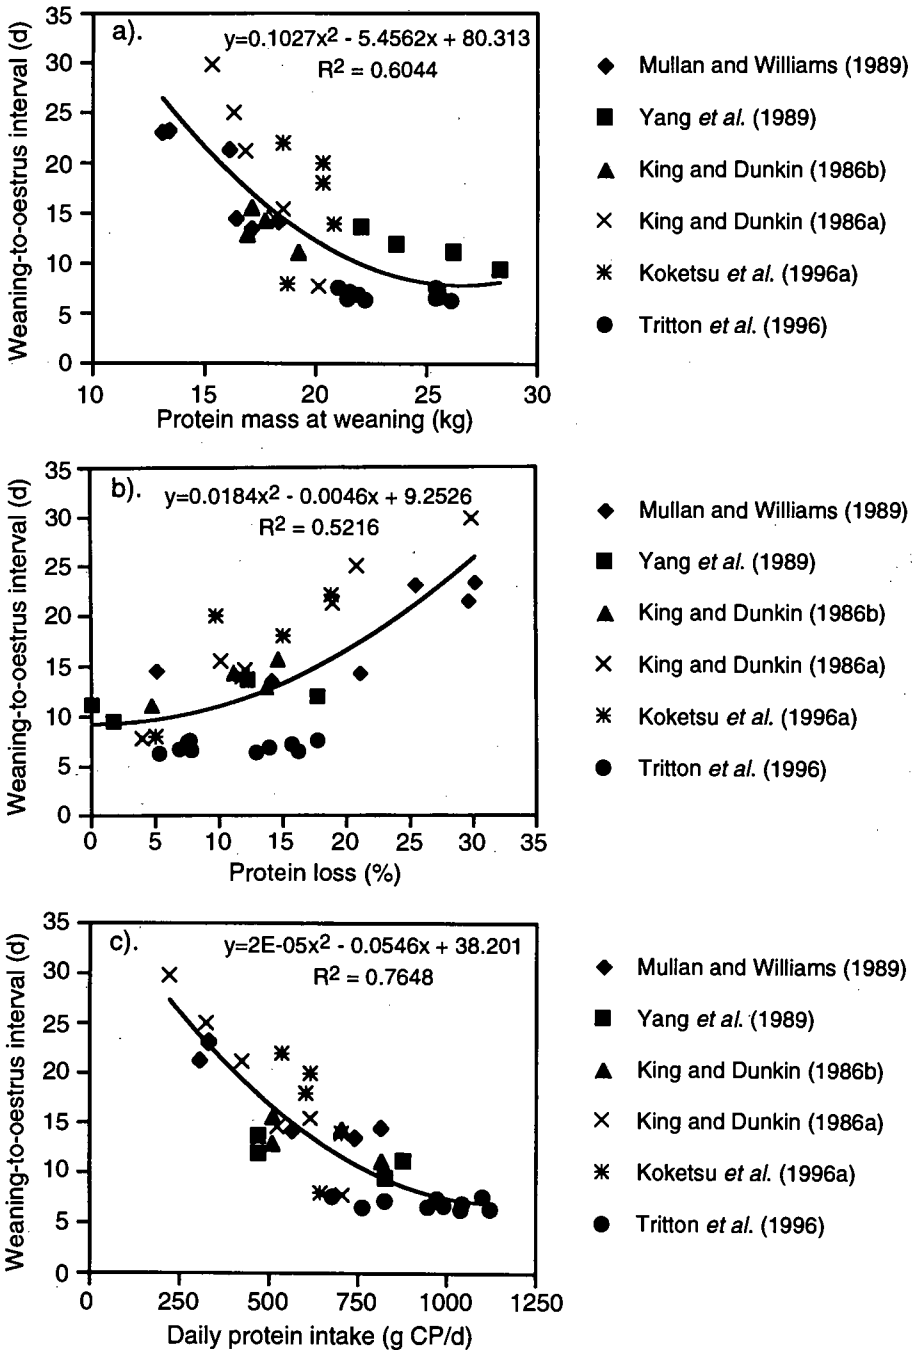 a).
y=0.1027x2 - 5.4562x + 80.313
R2 = 0.6044
Weaning-to-oestrus interval (d)
35
30
25
20
15
10
5
0
10 15 20 25 30
Protein mass at weaning (kg)
Mullan and Williams (1989)
Yang et al. (1989)
King and Dunkin (1986b)
King and Dunkin (1986a)
Koketsu et al. (1996a)
Tritton et al. (1996)
b).
y=0.0184x2 - 0.0046x + 9.2526
R2 = 0.5216
Weaning-to-oestrus interval (d)
35
30
25
20
15
10
5
0
0 5 10 15 20 25 30 35
Protein loss (%)
Mullan and Williams (1989)
Yang et al. (1989)
King and Dunkin (1986b)
King and Dunkin (1986a)
Koketsu et al. (1996a)
Tritton et al. (1996)
c).
y=2E-05x2 - 0.0546x + 38.201
R2 = 0.7648
Weaning-to-oestrus interval (d)
35
30
25
20
15
10
5
0
0 250 500 750 1000 1250
Daily protein intake (g CP/d)
Mullan and Williams (1989)
Yang et al. (1989)
King and Dunkin (1986b)
King and Dunkin (1986a)
Koketsu et al. (1996a)
Tritton et al. (1996)